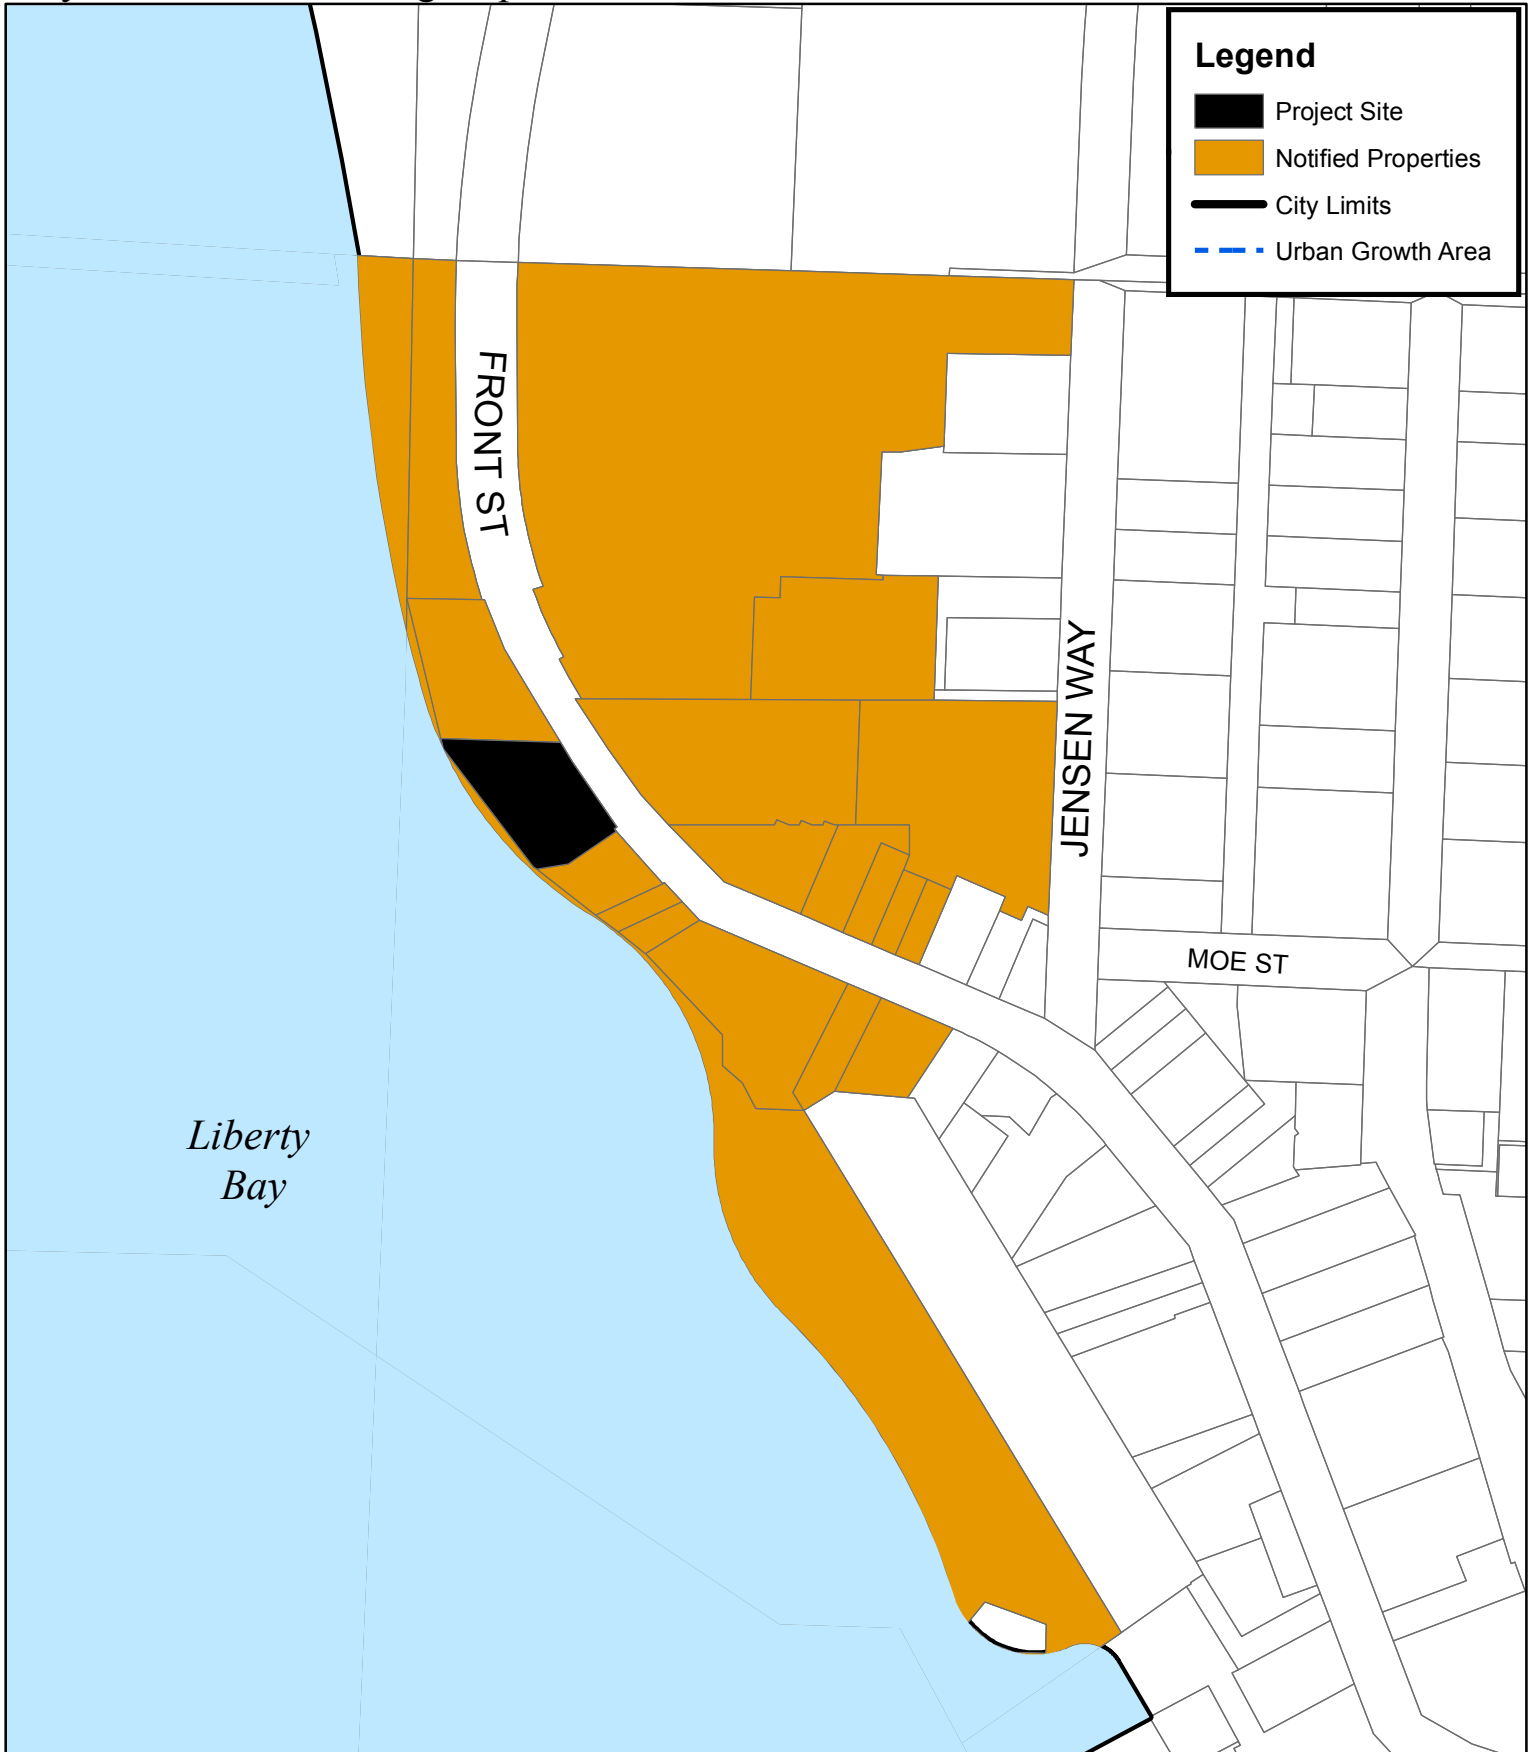 Legend
Project Site
Notified Properties
City Limits
Urban Growth Area
FRONT ST
JENSEN WAY
MOE ST
Liberty
Bay